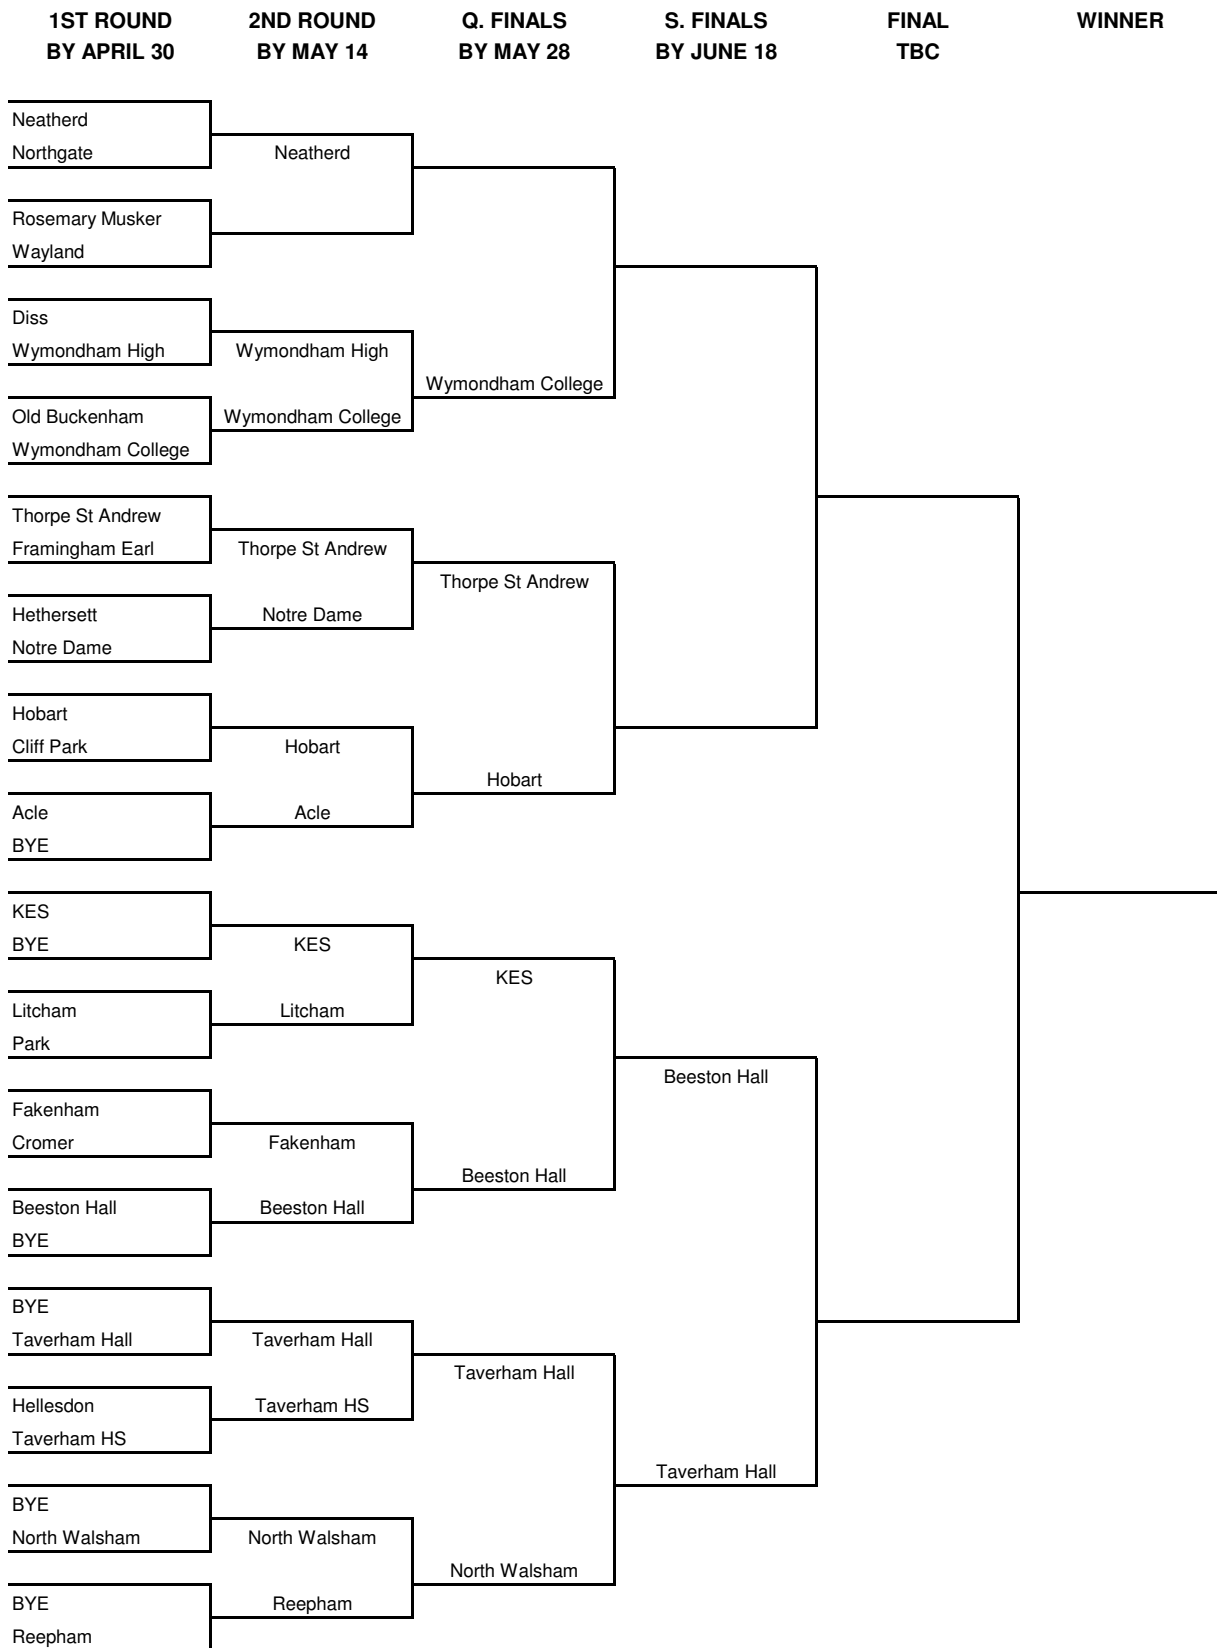 1ST ROUND 2ND ROUND Q. FINALS S. FINALS FINAL WINNER
BY APRIL 30 BY MAY 14 BY MAY 28 BY JUNE 18 TBC
Neatherd
Northgate Neatherd
Rosemary Musker
Wayland
Diss
Wymondham High Wymondham High
Wymondham College
Old Buckenham Wymondham College
Wymondham College
Thorpe St Andrew
Framingham Earl Thorpe St Andrew
Thorpe St Andrew
Hethersett Notre Dame
Notre Dame
Hobart
Cliff Park Hobart
Hobart
Acle Acle
BYE
KES
BYE KES
KES
Litcham Litcham
Park
Beeston Hall
Fakenham
Cromer Fakenham
Beeston Hall
Beeston Hall Beeston Hall
BYE
BYE
Taverham Hall Taverham Hall
Taverham Hall
Hellesdon Taverham HS
Taverham HS
Taverham Hall
BYE
North Walsham North Walsham
North Walsham
BYE Reepham
Reepham